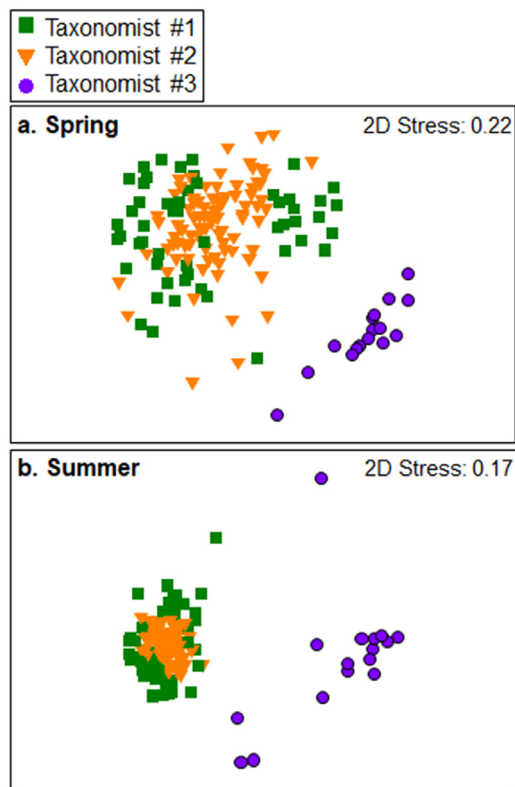 Taxonomist #1
Taxonomist #2
Taxonomist #3
a. Spring 2D Stress: 0.22
b. Summer 2D Stress: 0.17